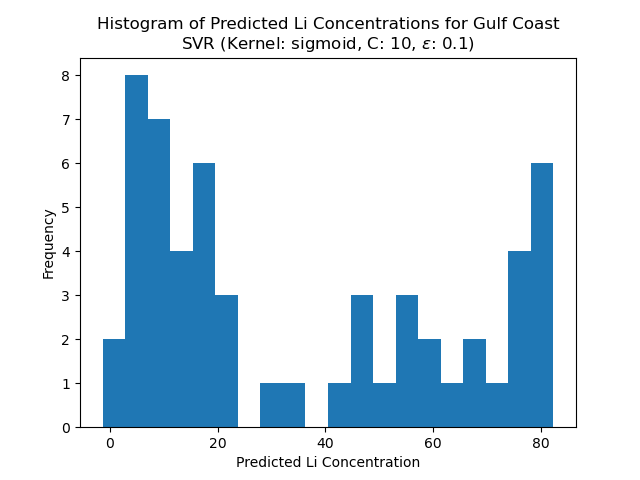 Histogram of Predicted Li Concentrations for Gulf Coast
SVR (Kernel: sigmoid, C: 10, ε: 0.1)
8
7
6
5
4
3
2
1
0
Frequency
0 20 40 60 80
Predicted Li Concentration